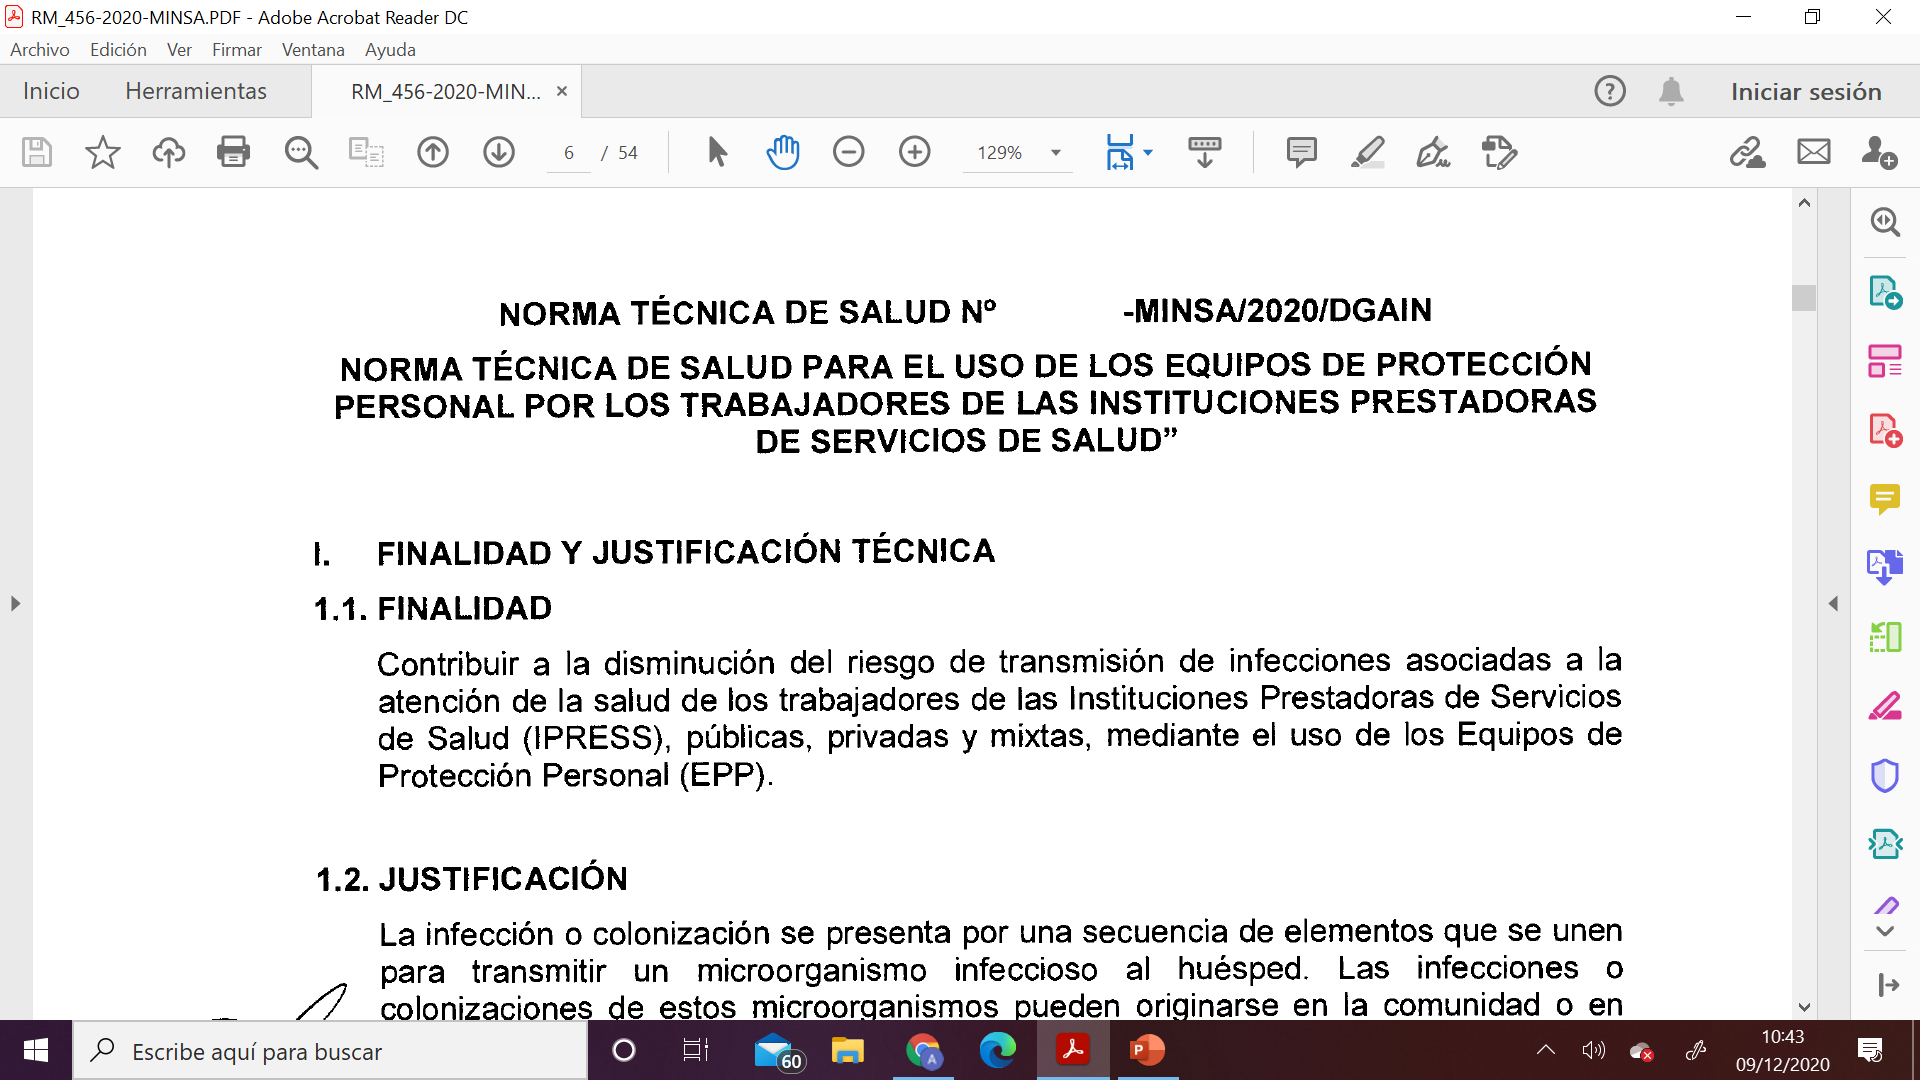 RM_456-2020-MINSA.PDF - Adobe Acrobat Reader DC
Archivo Edición Ver Firmar Ventana Ayuda
Inicio Herramientas RM_456-2020-MIN... × Iniciar sesión
6 / 54 129%
NORMA TÉCNICA DE SALUD Nº -MINSA/2020/DGAIN
NORMA TÉCNICA DE SALUD PARA EL USO DE LOS EQUIPOS DE PROTECCIÓN
PERSONAL POR LOS TRABAJADORES DE LAS INSTITUCIONES PRESTADORAS
DE SERVICIOS DE SALUD”
I. FINALIDAD Y JUSTIFICACIÓN TÉCNICA
1.1. FINALIDAD
Contribuir a la disminución del riesgo de transmisión de infecciones asociadas a la
atención de la salud de los trabajadores de las Instituciones Prestadoras de Servicios
de Salud (IPRESS), públicas, privadas y mixtas, mediante el uso de los Equipos de
Protección Personal (EPP).
1.2. JUSTIFICACIÓN
La infección o colonización se presenta por una secuencia de elementos que se unen
para transmitir un microorganismo infeccioso al huésped. Las infecciones o
colonizaciones de estos microorganismos pueden originarse en la comunidad o en
Escribe aquí para buscar
60
A
P
10:43
09/12/2020